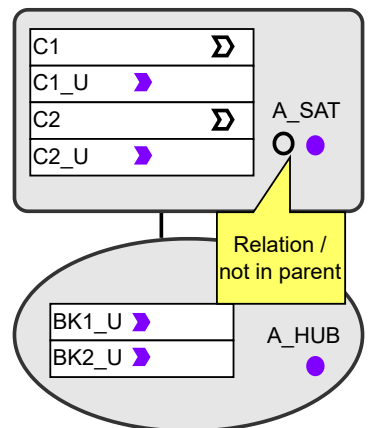 C1
C1_U
C2
C2_U
A_SAT
Relation /
not in parent
BK1_U
BK2_U
A_HUB